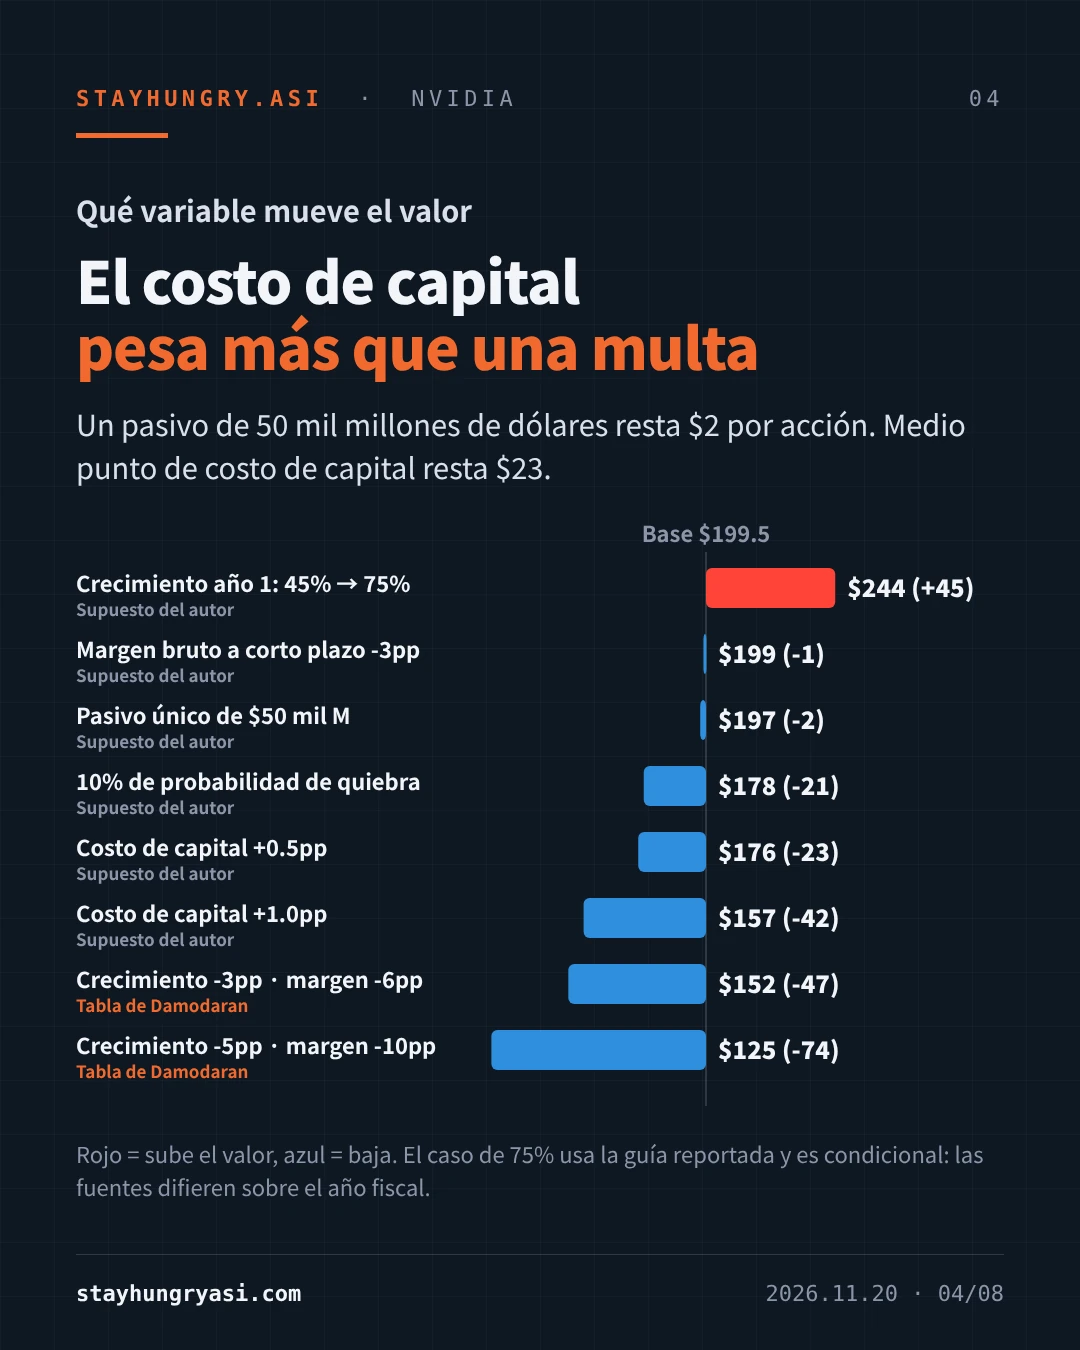 STAYHUNGRY.ASI · NVIDIA 04
Qué variable mueve el valor
El costo de capital
pesa más que una multa
Un pasivo de 50 mil millones de dólares resta $2 por acción. Medio
punto de costo de capital resta $23.
Base $199.5
Crecimiento año 1: 45% → 75%
Supuesto del autor
$244 (+45)
Margen bruto a corto plazo -3pp
Supuesto del autor
$199 (-1)
Pasivo único de $50 mil M
Supuesto del autor
$197 (-2)
10% de probabilidad de quiebra
Supuesto del autor
$178 (-21)
Costo de capital +0.5pp
Supuesto del autor
$176 (-23)
Costo de capital +1.0pp
Supuesto del autor
$157 (-42)
Crecimiento -3pp · margen -6pp
Tabla de Damodaran
$152 (-47)
Crecimiento -5pp · margen -10pp
Tabla de Damodaran
$125 (-74)
Rojo = sube el valor, azul = baja. El caso de 75% usa la guía reportada y es condicional: las
fuentes difieren sobre el año fiscal.
stayhungryasi.com 2026.11.20 · 04/08